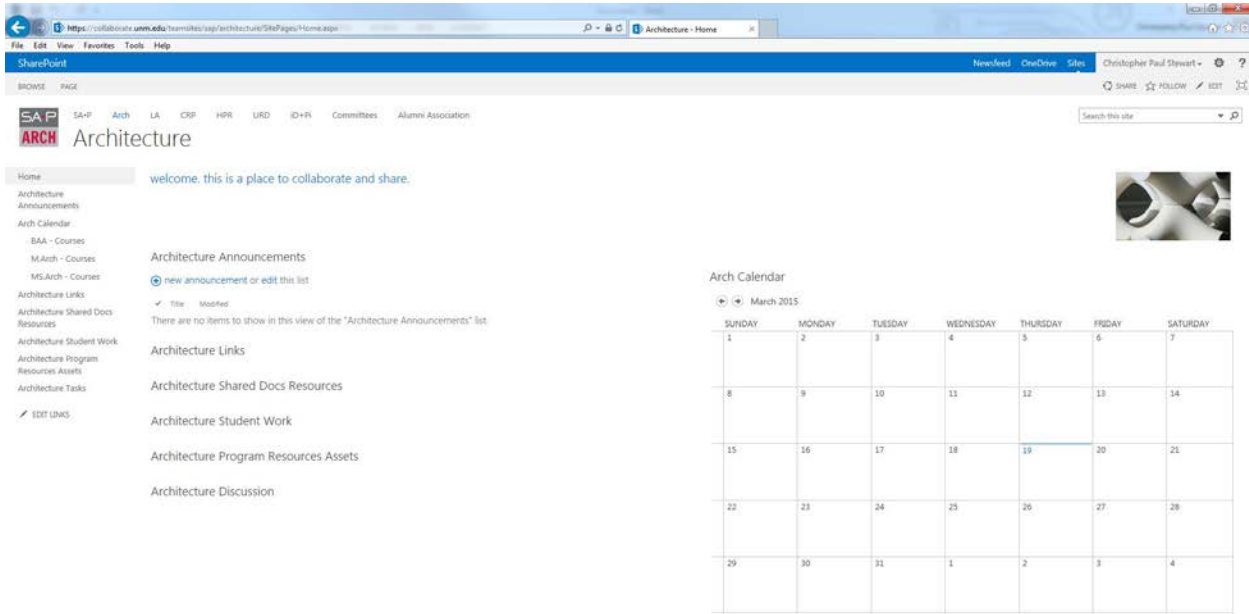 https://collaborate.unm.edu/teamsites/sap/architecture/SitePages/Home.aspx
Architecture - Home
File Edit View Favorites Tools Help
SharePoint
Newsfeed OneDrive Sites Christopher Paul Stewart ?
BROWSE PAGE
SHARE FOLLOW EDIT
SA P
ARCH
SA+P Arch LA CRP HPR URD iD+Pi Committees Alumni Association
Search this site
Architecture
Home
Architecture
Announcements
Arch Calendar
BAA - Courses
M.Arch - Courses
MS.Arch - Courses
Architecture Links
Architecture Shared Docs
Resources
Architecture Student Work
Architecture Program
Resources Assets
Architecture Tasks
EDIT LINKS
welcome. this is a place to collaborate and share.
Architecture Announcements
new announcement or edit this list
Title Modified
There are no items to show in this view of the "Architecture Announcements" list
Architecture Links
Architecture Shared Docs Resources
Architecture Student Work
Architecture Program Resources Assets
Architecture Discussion
Arch Calendar
March 2015
SUNDAY MONDAY TUESDAY WEDNESDAY THURSDAY FRIDAY SATURDAY
1 2 3 4 5 6 7
8 9 10 11 12 13 14
15 16 17 18 19 20 21
22 23 24 25 26 27 28
29 30 31 1 2 3 4